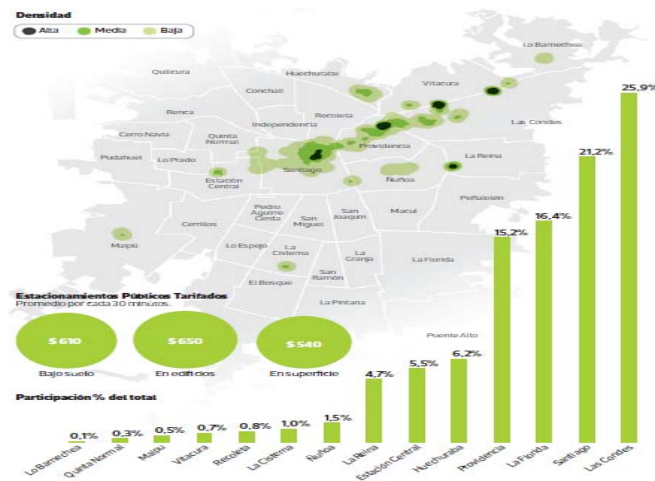 Densidad
Alta Media Baja
Lo Barnechea
Quilicura
Huechuraba
Vitacura
Conchalí
Renca
Recoleta
Las Condes
Independencia
Cerro Navia
Quinta
Normal
Providencia
Pudahuel
Lo Prado
La Reina
Estación
Central
Santiago
Ñuñoa
Peñalolén
Pedro
Aguirre
Cerda
San
Miguel
San
Joaquín
Macul
Cerrillos
Maipú
Lo Espejo
La
Cisterna
La
Granja
La Florida
San
Ramón
El Bosque
La Pintana
Puente Alto
Estacionamientos Públicos Tarifados
Promedio por cada 30 minutos.
$ 610
$ 650
$ 540
Bajo suelo
En edificios
En superficie
Participación % del total
0,1% 0,3% 0,5% 0,7% 0,8% 1,0% 1,5% 4,7% 5,5% 6,2% 15,2% 16,4% 21,2% 25,9%
Lo Barnechea
Quinta Normal
Maipú
Vitacura
Recoleta
La Cisterna
Ñuñoa
La Reina
Estación Central
Huechuraba
Providencia
La Florida
Santiago
Las Condes